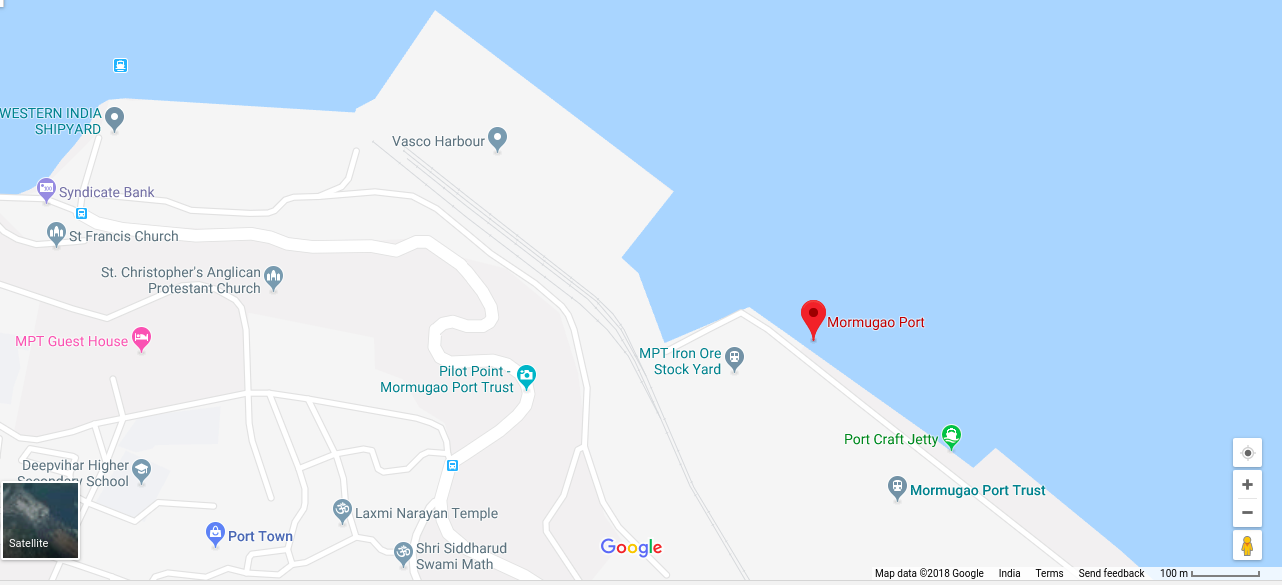 WESTERN INDIA
SHIPYARD
Vasco Harbour
Syndicate Bank
St Francis Church
St. Christopher's Anglican
Protestant Church
Mormugao Port
MPT Guest House
MPT Iron Ore
Stock Yard
Pilot Point -
Mormugao Port Trust
Port Craft Jetty
Deepvihar Higher
Secondary School
Mormugao Port Trust
Laxmi Narayan Temple
Satellite
Port Town
Shri Siddharud
Swami Math
Google
Map data ©2018 Google India Terms Send feedback 100 m